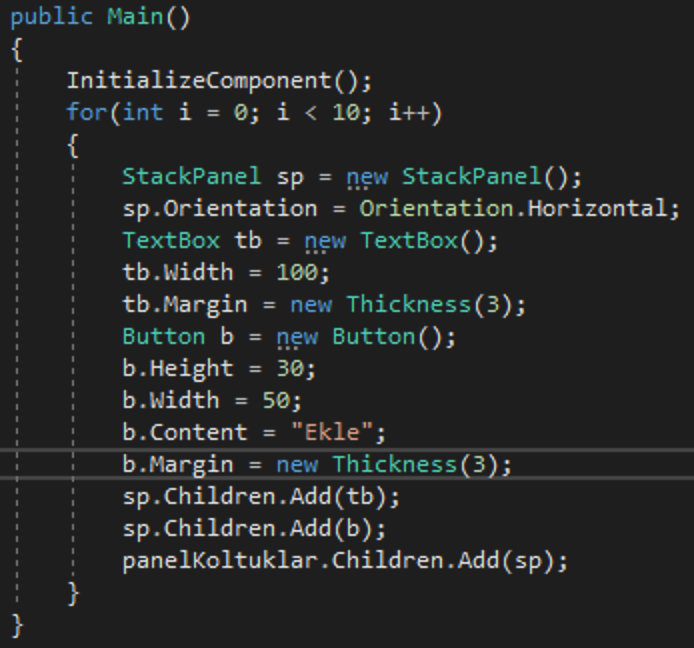 public Main()
{
InitializeComponent();
for(int i = 0; i < 10; i++)
{
StackPanel sp = new StackPanel();
sp.Orientation = Orientation.Horizontal;
TextBox tb = new TextBox();
tb.Width = 100;
tb.Margin = new Thickness(3);
Button b = new Button();
b.Height = 30;
b.Width = 50;
b.Content = "Ekle";
b.Margin = new Thickness(3);
sp.Children.Add(tb);
sp.Children.Add(b);
panelKoltuklar.Children.Add(sp);
}
}